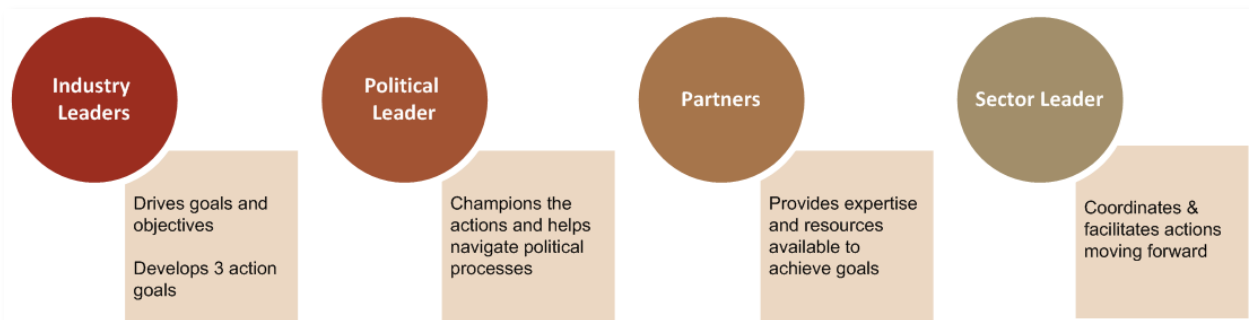 Industry
Leaders
Drives goals and
objectives
Develops 3 action
goals
Political
Leader
Champions the
actions and helps
navigate political
processes
Partners
Provides expertise
and resources
available to
achieve goals
Sector Leader
Coordinates &
facilitates actions
moving forward